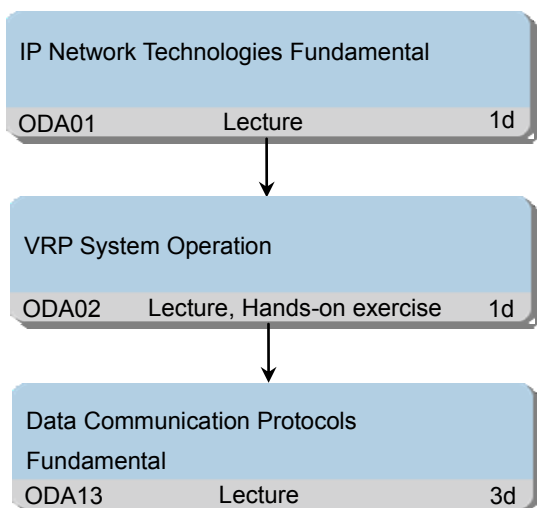 IP Network Technologies Fundamental
ODA01 Lecture 1d
VRP System Operation
ODA02 Lecture, Hands-on exercise 1d
Data Communication Protocols
Fundamental
ODA13 Lecture 3d